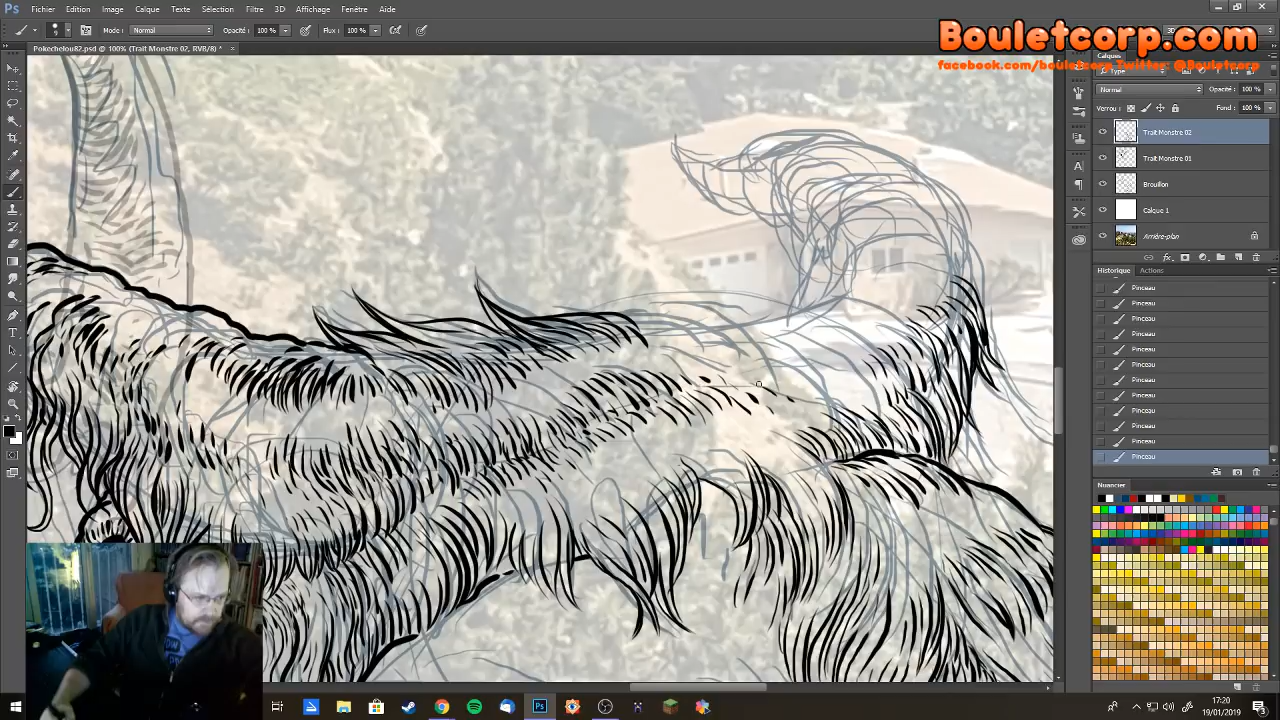 Ps Fichier Edition Image Calque Texte Sélection Filtre 3D Affichage Fenêtre Aide
Mode : Normal Opacité : 100 % Flux : 100 %
Bouletcorp.com
Pokechelou82.psd @ 100% (Trait Monstre 02, RVB/8) *
facebook.com/bouletcorp Twitter: @Bouletcorp
Calques
Type
Normal Opacité : 100 %
Verrou : Fond : 100 %
Trait Monstre 02
Trait Monstre 01
Brouillon
Calque 1
Arrière-plan
Historique Actions
Pinceau
Pinceau
Pinceau
Pinceau
Pinceau
Pinceau
Pinceau
Pinceau
Pinceau
Pinceau
Pinceau
Pinceau
Nuancier
17:20
19/01/2019